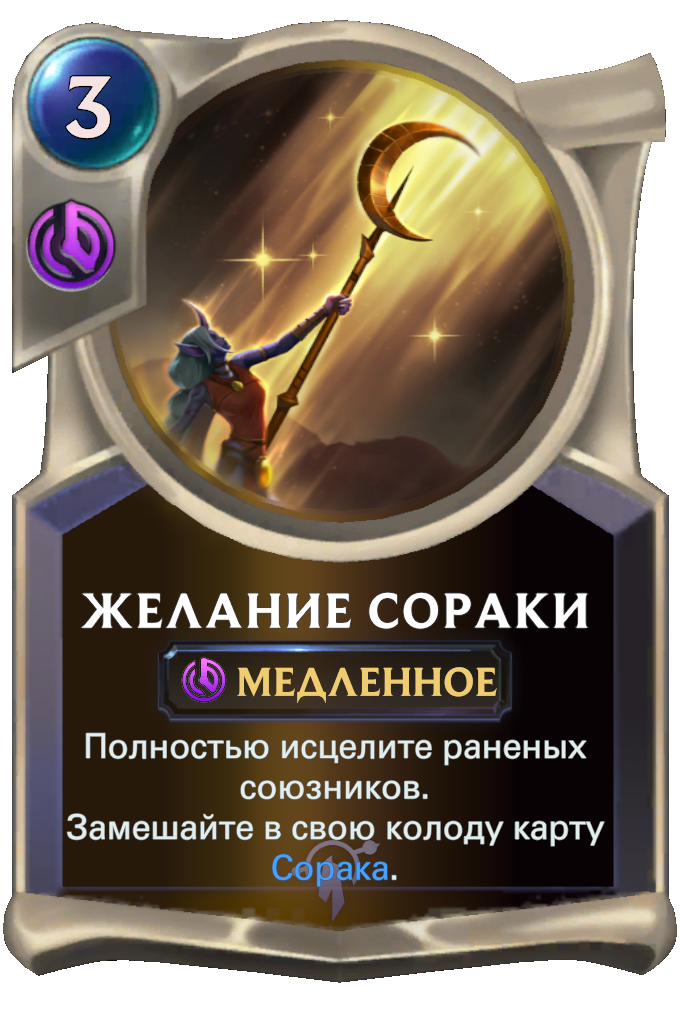 3
ЖЕЛАНИЕ СОРАКИ
МЕДЛЕННОЕ
Полностью исцелите раненых
союзников.
Замешайте в свою колоду карту
Сорака.